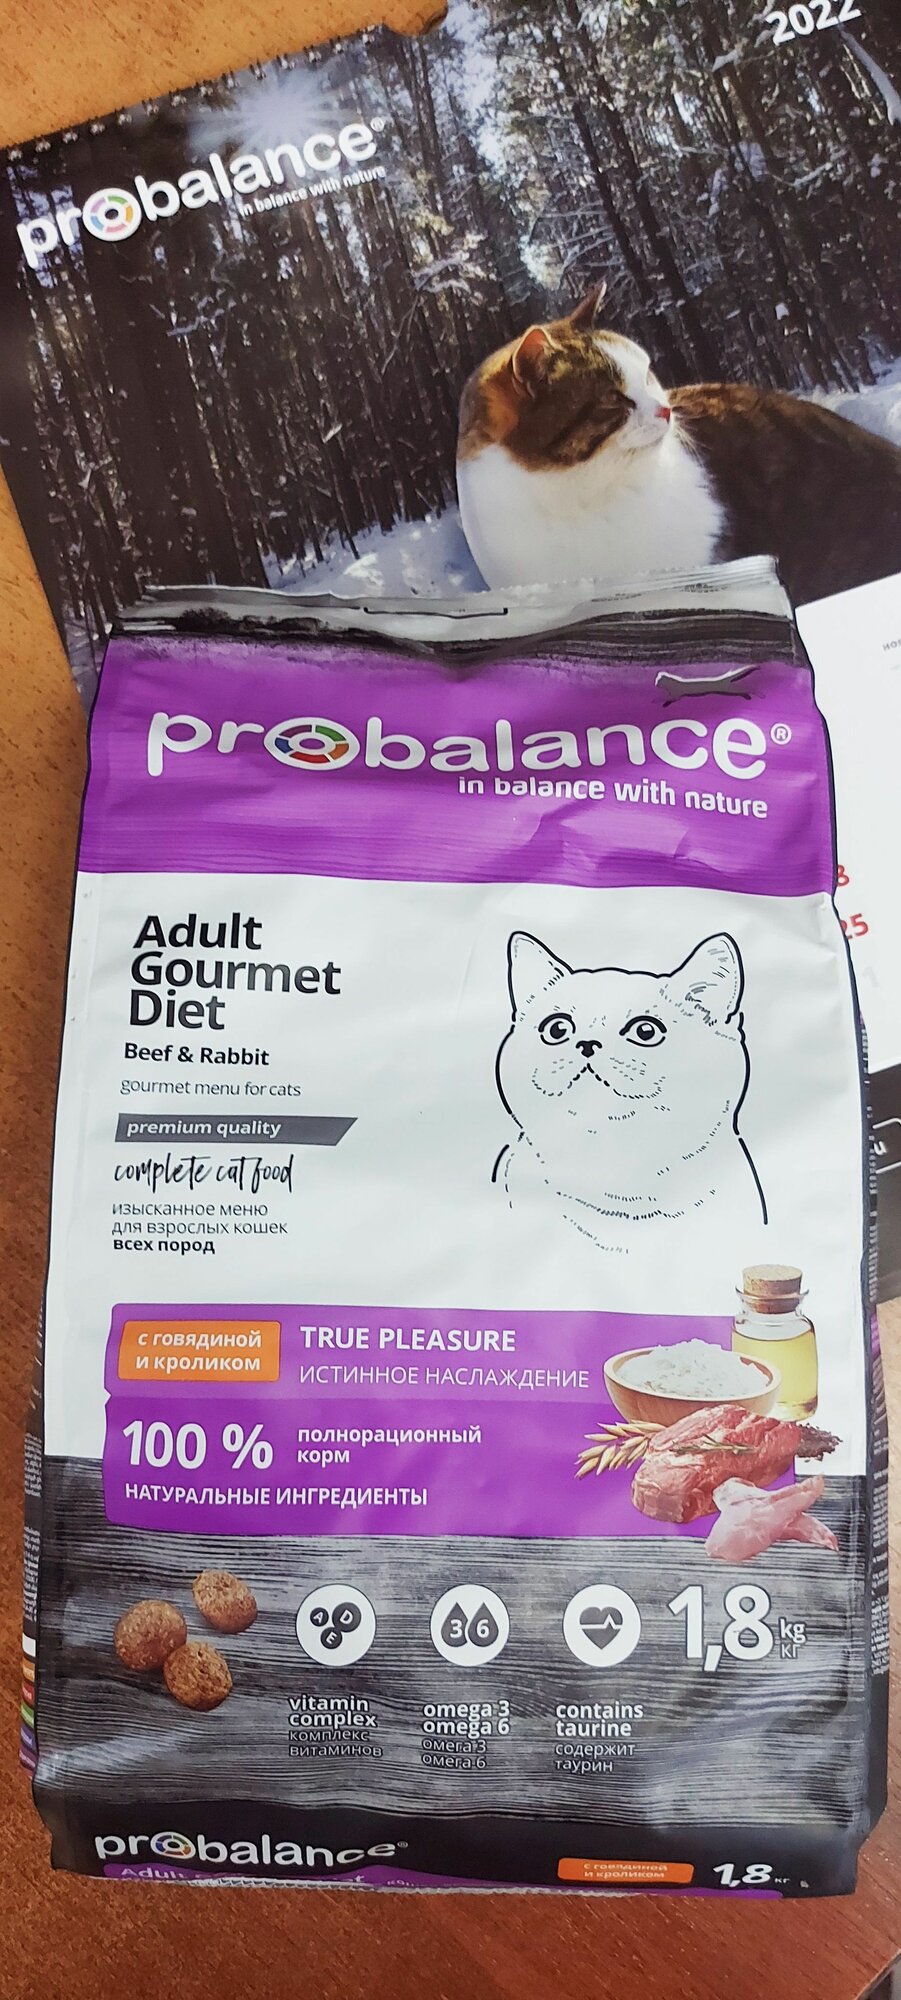 2022
probalance®
in balance with nature
probalance®
in balance with nature
Adult
Gourmet
Diet
Beef & Rabbit
gourmet menu for cats
premium quality
complete cat food
изысканное меню
для взрослых кошек
всех пород
с говядиной
и кроликом
TRUE PLEASURE
ИСТИННОЕ НАСЛАЖДЕНИЕ
100 %
полнорационный
корм
НАТУРАЛЬНЫЕ ИНГРЕДИЕНТЫ
A D E
3 6
1,8 kg
кг
vitamin
complex
комплекс
витаминов
omega 3
omega 6
омега 3
омега 6
contains
taurine
содержит
таурин
probalance®
Adult
с говядиной
и кроликом
1,8 кг
25